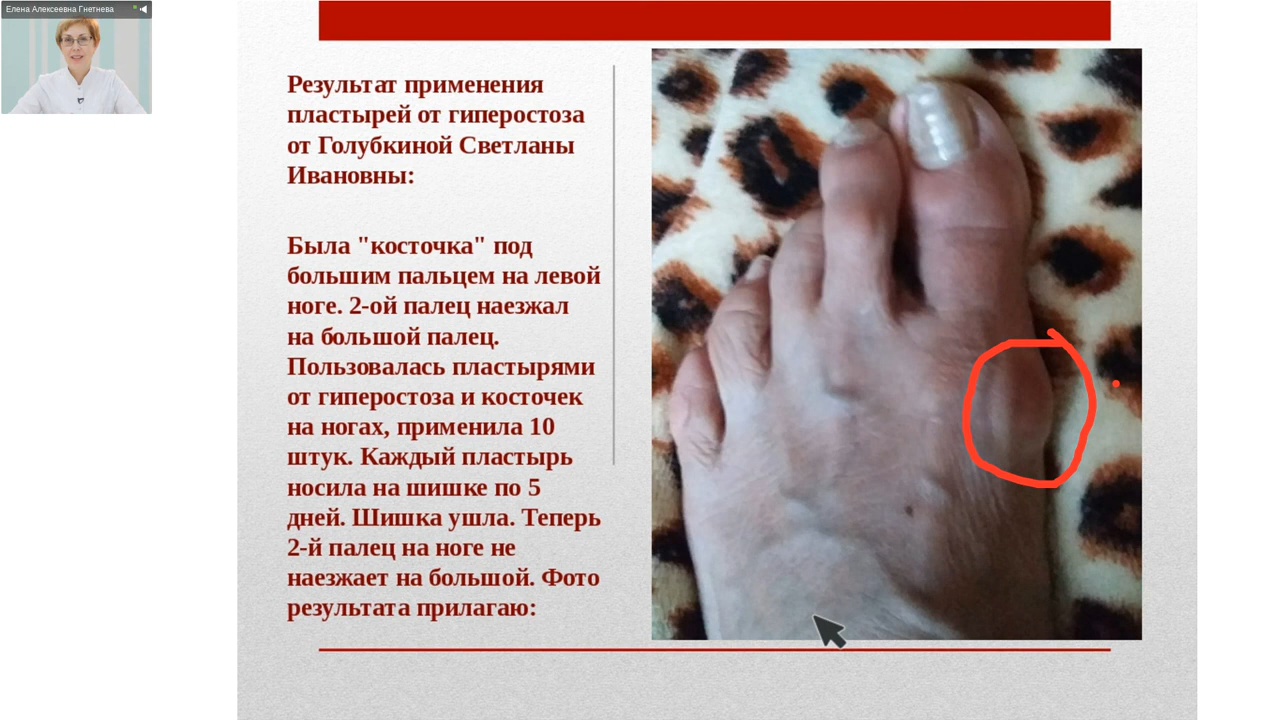 Елена Алексеевна Гнетнева
Результат применения
пластырей от гиперостоза
от Голубкиной Светланы
Ивановны:
Была "косточка" под
большим пальцем на левой
ноге. 2-ой палец наезжал
на большой палец.
Пользовалась пластырями
от гиперостоза и косточек
на ногах, применила 10
штук. Каждый пластырь
носила на шишке по 5
дней. Шишка ушла. Теперь
2-й палец на ноге не
наезжает на большой. Фото
результата прилагаю: